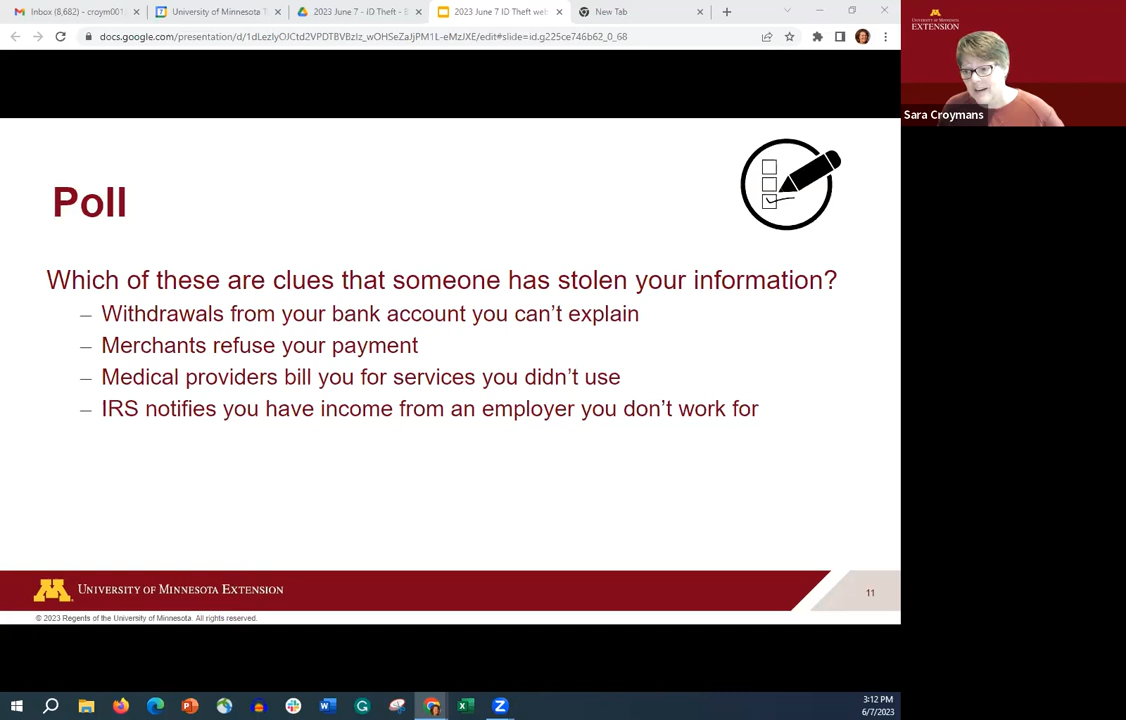 Inbox (8,682) - croym001
University of Minnesota T
2023 June 7 - ID Theft - E
2023 June 7 ID Theft web
New Tab
docs.google.com/presentation/d/1dLezIyOJCtd2VPDTBVBzIz_wOHSeZaJjPM1L-eMzJXE/edit#slide=id.g225ce746b62_0_68
UNIVERSITY OF MINNESOTA
EXTENSION
Sara Croymans
Poll
Which of these are clues that someone has stolen your information?
– Withdrawals from your bank account you can’t explain
– Merchants refuse your payment
– Medical providers bill you for services you didn’t use
– IRS notifies you have income from an employer you don’t work for
UNIVERSITY OF MINNESOTA EXTENSION
11
© 2023 Regents of the University of Minnesota. All rights reserved.
3:12 PM
6/7/2023